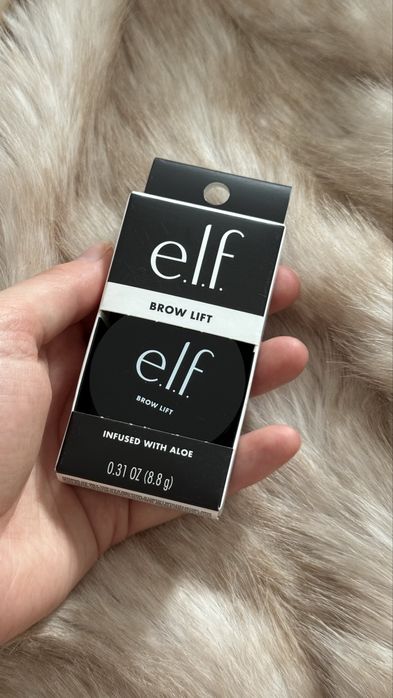 e.l.f.
BROW LIFT
e.l.f.
BROW LIFT
INFUSED WITH ALOE
0.31 OZ (8.8 g)